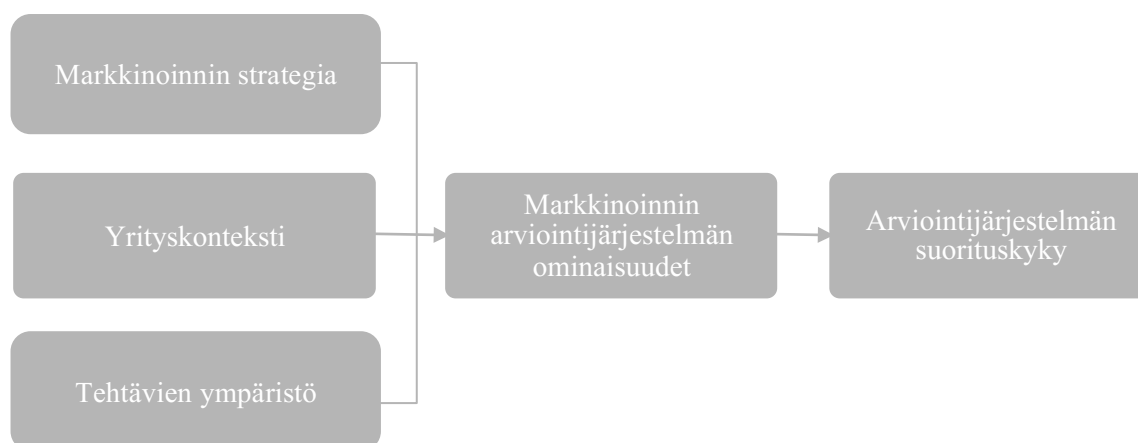 Markkinoinnin strategia
Yrityskonteksti
Tehtävien ympäristö
Markkinoinnin
arviointijärjestelmän
ominaisuudet
Arviointijärjestelmän
suorituskyky